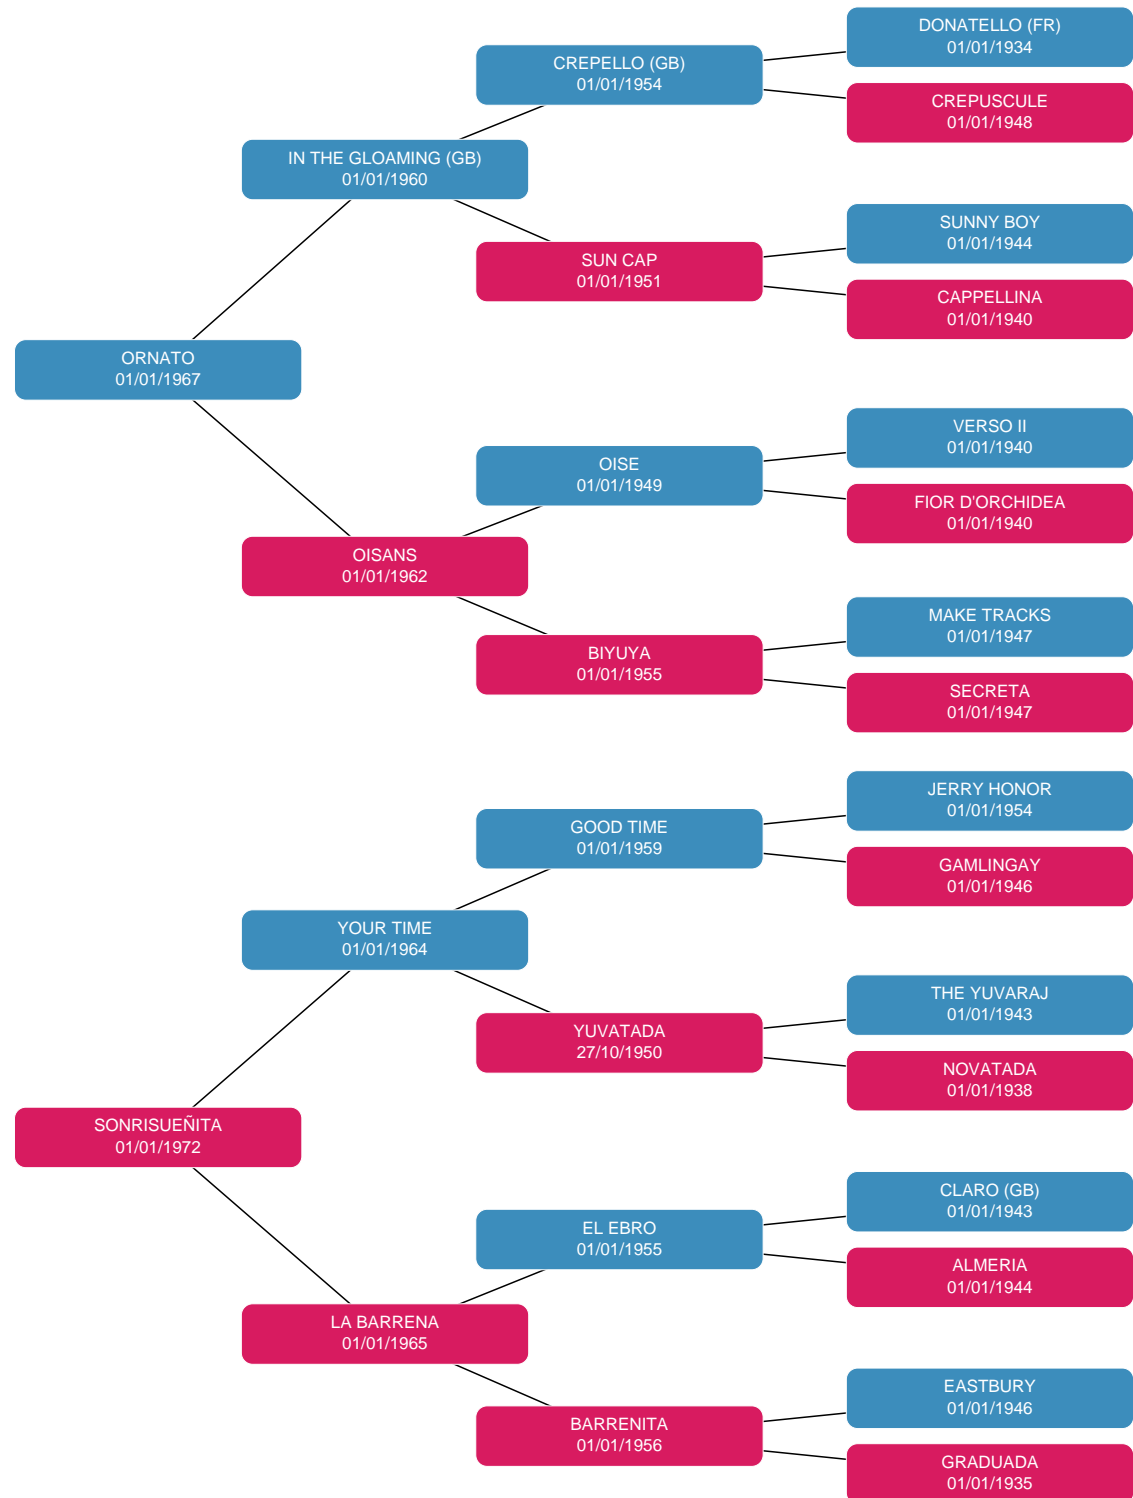 DONATELLO (FR)
01/01/1934
CREPELLO (GB)
01/01/1954
CREPUSCULE
01/01/1948
IN THE GLOAMING (GB)
01/01/1960
SUNNY BOY
01/01/1944
SUN CAP
01/01/1951
CAPPELLINA
01/01/1940
ORNATO
01/01/1967
VERSO II
01/01/1940
OISE
01/01/1949
FIOR D'ORCHIDEA
01/01/1940
OISANS
01/01/1962
MAKE TRACKS
01/01/1947
BIYUYA
01/01/1955
SECRETA
01/01/1947
JERRY HONOR
01/01/1954
GOOD TIME
01/01/1959
GAMLINGAY
01/01/1946
YOUR TIME
01/01/1964
THE YUVARAJ
01/01/1943
YUVATADA
27/10/1950
NOVATADA
01/01/1938
SONRISUEÑITA
01/01/1972
CLARO (GB)
01/01/1943
EL EBRO
01/01/1955
ALMERIA
01/01/1944
LA BARRENA
01/01/1965
EASTBURY
01/01/1946
BARRENITA
01/01/1956
GRADUADA
01/01/1935